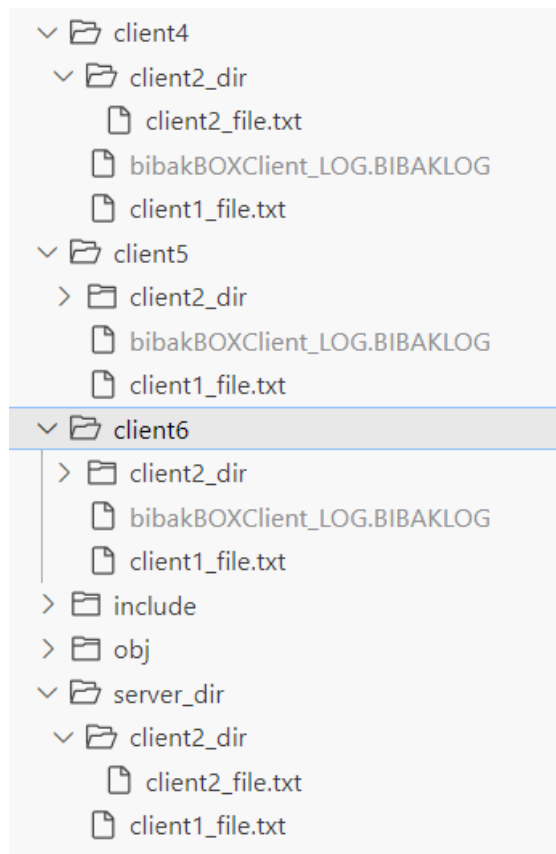 client4
client2_dir
client2_file.txt
bibakBOXClient_LOG.BIBAKLOG
client1_file.txt
client5
client2_dir
bibakBOXClient_LOG.BIBAKLOG
client1_file.txt
client6
client2_dir
bibakBOXClient_LOG.BIBAKLOG
client1_file.txt
include
obj
server_dir
client2_dir
client2_file.txt
client1_file.txt